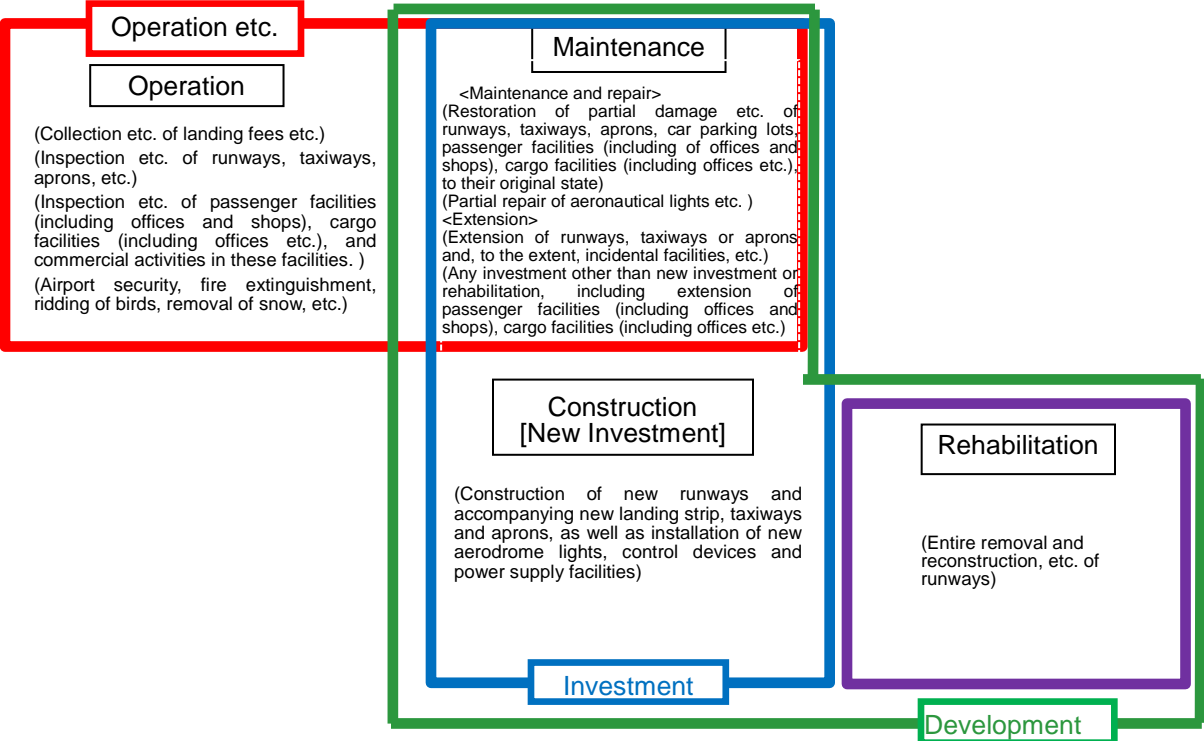 Operation etc.
Operation
(Collection etc. of landing fees etc.)
(Inspection etc. of runways, taxiways,
aprons, etc.)
(Inspection etc. of passenger facilities
(including offices and shops), cargo
facilities (including offices etc.), and
commercial activities in these facilities. )
(Airport security, fire extinguishment,
ridding of birds, removal of snow, etc.)
Maintenance
<Maintenance and repair>
(Restoration of partial damage etc. of
runways, taxiways, aprons, car parking lots,
passenger facilities (including of offices and
shops), cargo facilities (including offices etc.),
to their original state)
(Partial repair of aeronautical lights etc. )
<Extension>
(Extension of runways, taxiways or aprons
and, to the extent, incidental facilities, etc.)
(Any investment other than new investment or
rehabilitation, including extension of
passenger facilities (including offices and
shops), cargo facilities (including offices etc.)
Construction
[New Investment]
(Construction of new runways and
accompanying new landing strip, taxiways
and aprons, as well as installation of new
aerodrome lights, control devices and
power supply facilities)
Rehabilitation
(Entire removal and
reconstruction, etc. of
runways)
Investment
Development